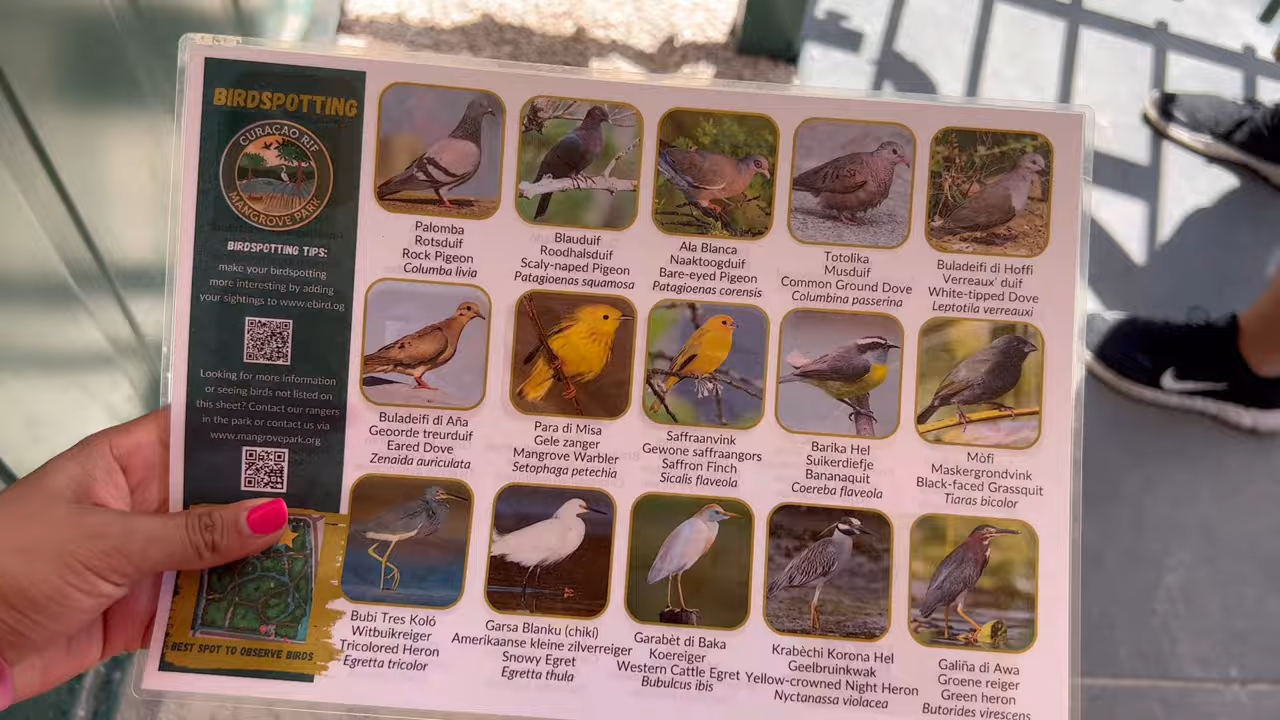 BIRDSPOTTING
CURAÇAO RIF
MANGROVE PARK
BIRDSPOTTING TIPS:
make your birdspotting
more interesting by adding
your sightings to www.ebird.og
Looking for more information
or seeing birds not listed on
this sheet? Contact our rangers
in the park or contact us via
www.mangrovepark.org
BEST SPOT TO OBSERVE BIRDS
Palomba
Rotsduif
Rock Pigeon
Columba livia
Blauduif
Roodhalsduif
Scaly-naped Pigeon
Patagioenas squamosa
Ala Blanca
Naaktoogduif
Bare-eyed Pigeon
Patagioenas corensis
Totolika
Musduif
Common Ground Dove
Columbina passerina
Buladeifi di Hoffi
Verreaux' duif
White-tipped Dove
Leptotila verreauxi
Buladeifi di Aña
Geoorde treurduif
Eared Dove
Zenaida auriculata
Para di Misa
Gele zanger
Mangrove Warbler
Setophaga petechia
Saffraanvink
Gewone saffraangors
Saffron Finch
Sicalis flaveola
Barika Hel
Suikerdiefje
Bananaquit
Coereba flaveola
Mòfi
Maskergrondvink
Black-faced Grassquit
Tiaras bicolor
Bubi Tres Koló
Witbuikreiger
Tricolored Heron
Egretta tricolor
Garsa Blanku (chikí)
Amerikaanse kleine zilverreiger
Snowy Egret
Egretta thula
Garabèt di Baka
Koereiger
Western Cattle Egret
Bubulcus ibis
Krabèchi Korona Hel
Geelbruinkwak
Yellow-crowned Night Heron
Nyctanassa violacea
Galiña di Awa
Groene reiger
Green heron
Butorides virescens